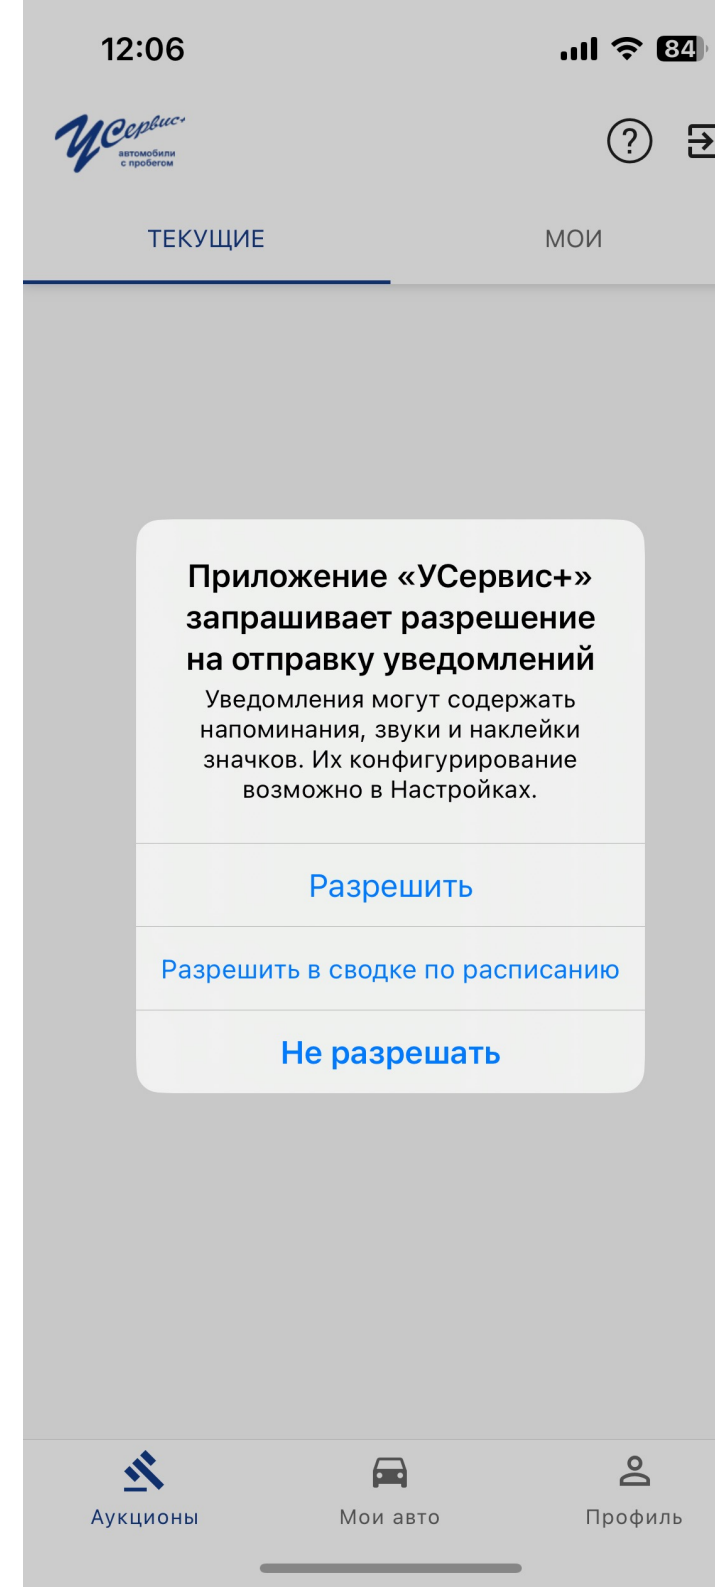 12:06
84
УСервис+
автомобили
с пробегом
?
ТЕКУЩИЕ
МОИ
Приложение «УСервис+»
запрашивает разрешение
на отправку уведомлений
Уведомления могут содержать
напоминания, звуки и наклейки
значков. Их конфигурирование
возможно в Настройках.
Разрешить
Разрешить в сводке по расписанию
Не разрешать
Аукционы
Мои авто
Профиль